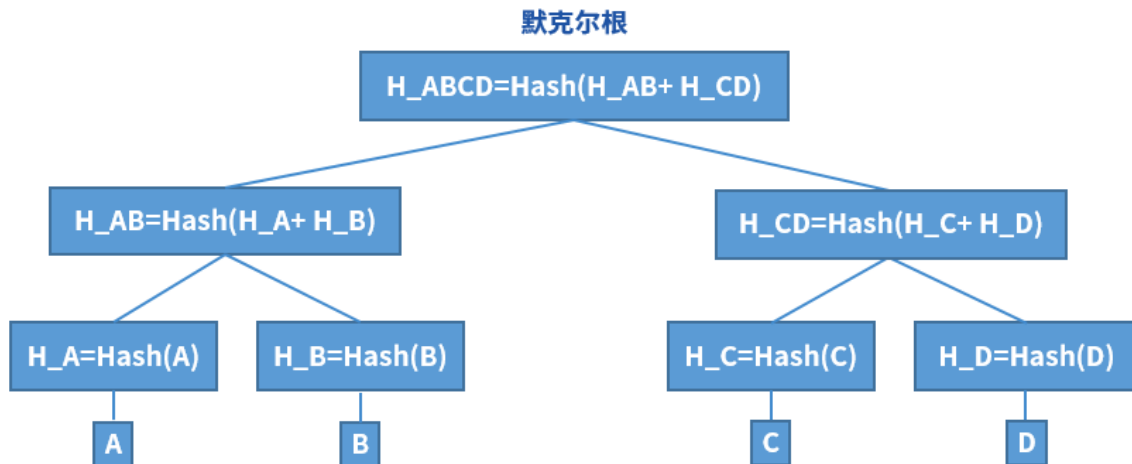 默克尔根
H_ABCD=Hash(H_AB+ H_CD)
H_AB=Hash(H_A+ H_B)
H_CD=Hash(H_C+ H_D)
H_A=Hash(A)
H_B=Hash(B)
H_C=Hash(C)
H_D=Hash(D)
A
B
C
D